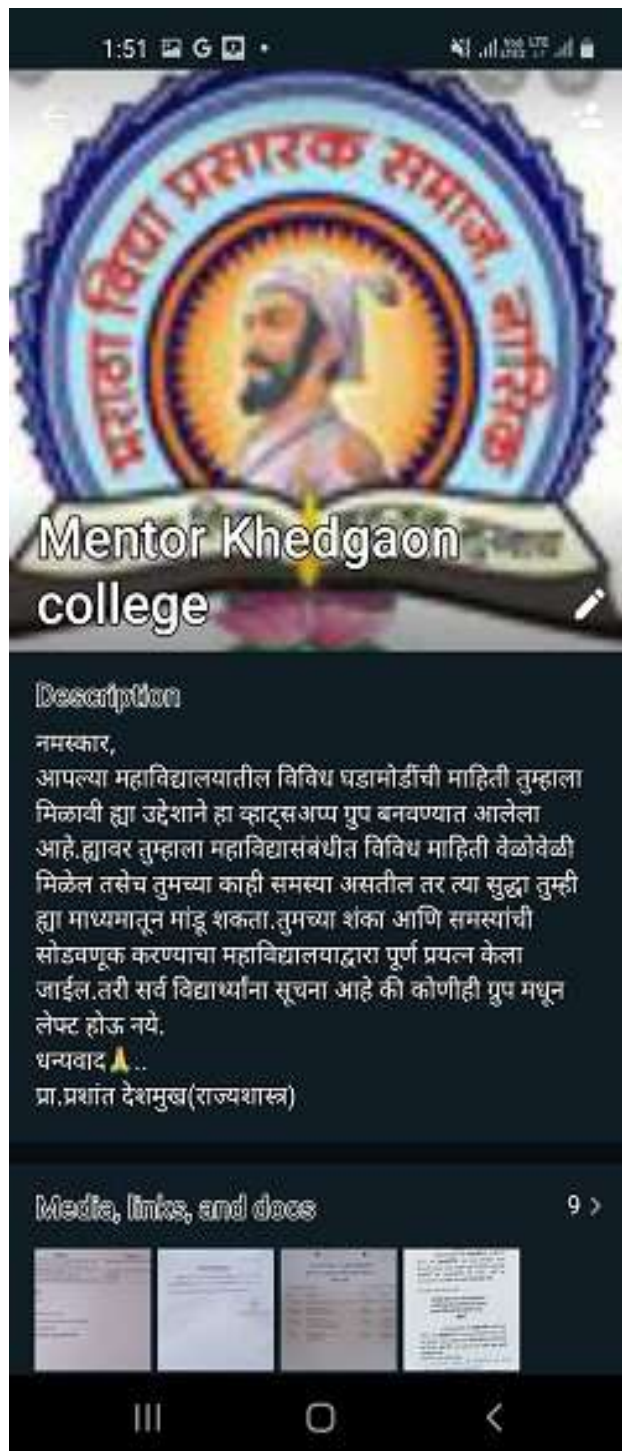 1:51
मराठा विद्या प्रसारक समाज, नाशिक
Mentor Khedgaon
college
Description
नमस्कार,
आपल्या महाविद्यालयातील विविध घडामोडींची माहिती तुम्हाला
मिळावी ह्या उद्देशाने हा व्हाट्सअप्प ग्रुप बनवण्यात आलेला
आहे.ह्यावर तुम्हाला महाविद्यासंबंधीत विविध माहिती वेळोवेळी
मिळेल तसेच तुमच्या काही समस्या असतील तर त्या सुद्धा तुम्ही
ह्या माध्यमातून मांडू शकता.तुमच्या शंका आणि समस्यांची
सोडवणूक करण्याचा महाविद्यालयाद्वारा पूर्ण प्रयत्न केला
जाईल.तरी सर्व विद्यार्थ्यांना सूचना आहे की कोणीही ग्रुप मधून
लेफ्ट होऊ नये.
धन्यवाद🙏..
प्रा.प्रशांत देशमुख(राज्यशास्त्र)
Media, links, and docs
9